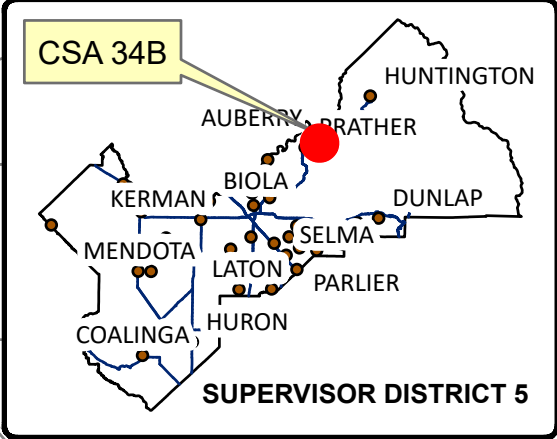 CSA 34B
HUNTINGTON
AUBERRY
PRATHER
BIOLA
KERMAN
DUNLAP
SELMA
MENDOTA
LATON
PARLIER
HURON
COALINGA
SUPERVISOR DISTRICT 5